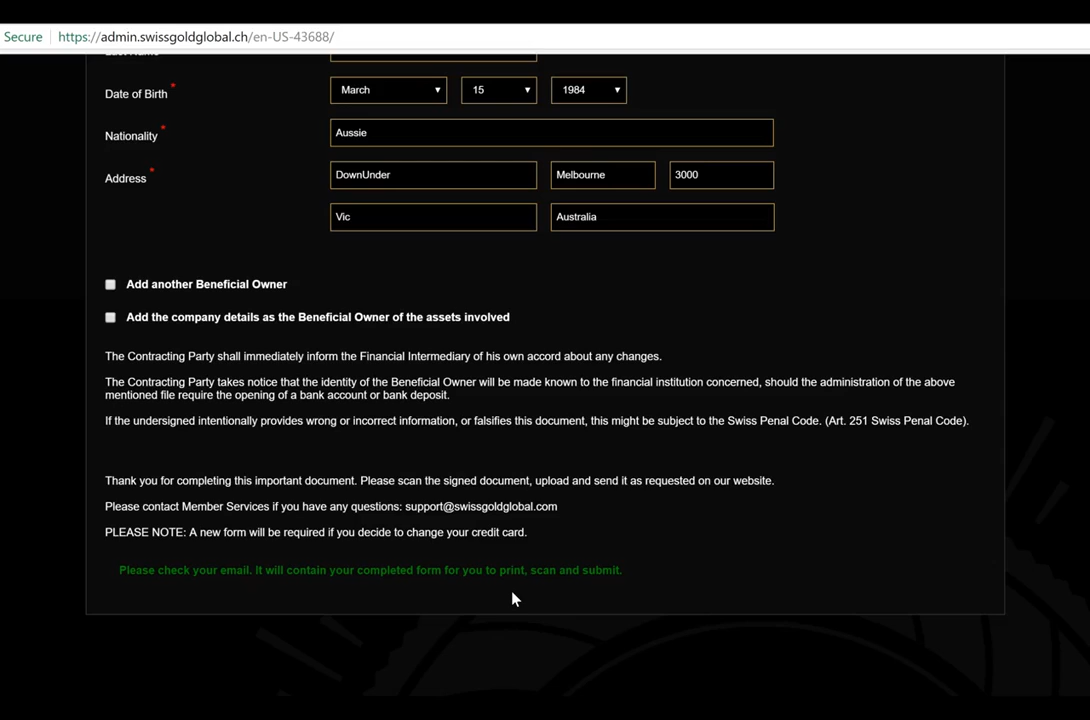 Secure https://admin.swissgoldglobal.ch/en-US-43688/
Last Name
Date of Birth * March 15 1984
Nationality * Aussie
Address * DownUnder Melbourne 3000
Vic Australia
Add another Beneficial Owner
Add the company details as the Beneficial Owner of the assets involved
The Contracting Party shall immediately inform the Financial Intermediary of his own accord about any changes.
The Contracting Party takes notice that the identity of the Beneficial Owner will be made known to the financial institution concerned, should the administration of the above
mentioned file require the opening of a bank account or bank deposit.
If the undersigned intentionally provides wrong or incorrect information, or falsifies this document, this might be subject to the Swiss Penal Code. (Art. 251 Swiss Penal Code).
Thank you for completing this important document. Please scan the signed document, upload and send it as requested on our website.
Please contact Member Services if you have any questions: support@swissgoldglobal.com
PLEASE NOTE: A new form will be required if you decide to change your credit card.
Please check your email. It will contain your completed form for you to print, scan and submit.